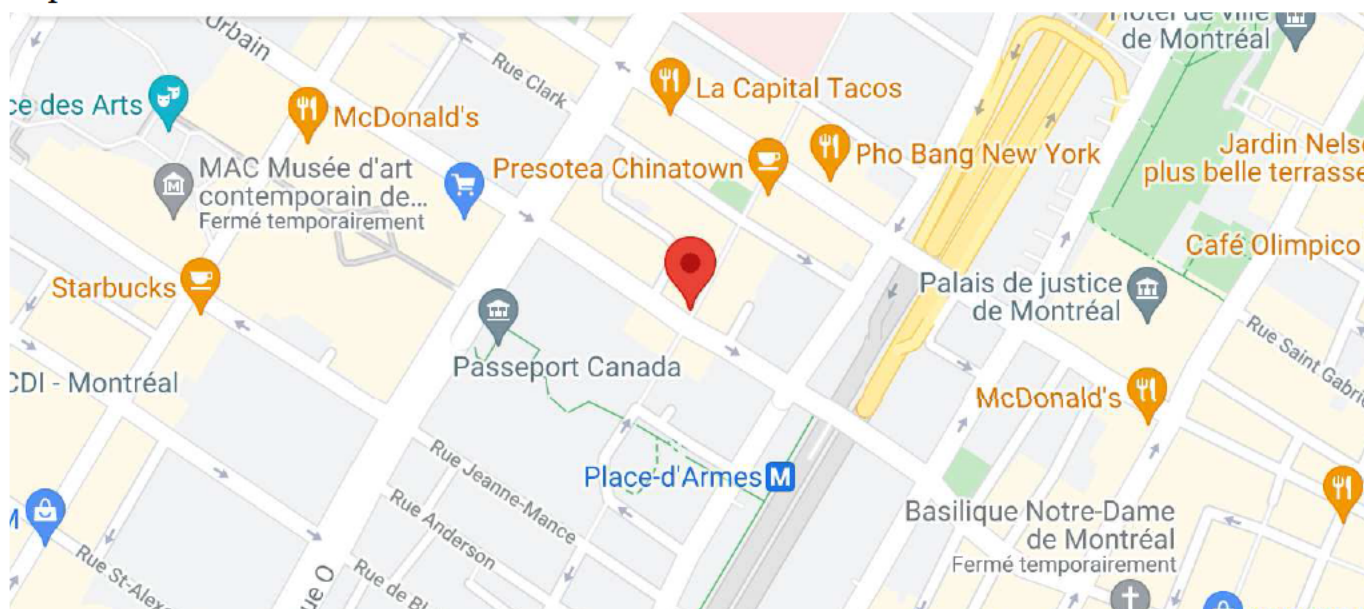 Urbain
Rue Clark
Hôtel de ville
de Montréal
La Capital Tacos
ce des Arts
McDonald's
Jardin Nels
plus belle terrasse
Pho Bang New York
Presotea Chinatown
MAC Musée d'art
contemporain de...
Fermé temporairement
Café Olimpico
Starbucks
Palais de justice
de Montréal
Rue Saint Gabri
Passeport Canada
CDI - Montréal
McDonald's
Place-d'Armes M
Rue Jeanne-Mance
Rue Anderson
Basilique Notre-Dame
de Montréal
Fermé temporairement
Rue St-Alex
ue O
Rue de Bl